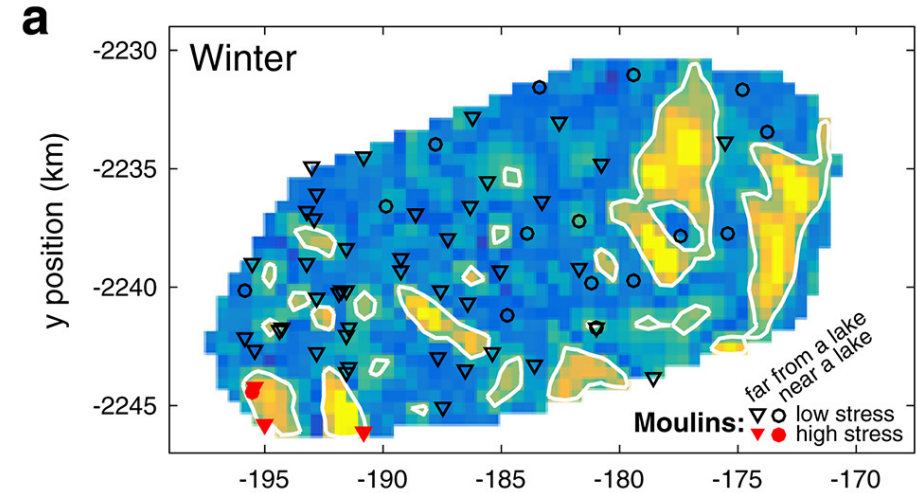 a
Winter
y position (km)
-2230
-2235
-2240
-2245
far from a lake
near a lake
Moulins:
low stress
high stress
-195 -190 -185 -180 -175 -170